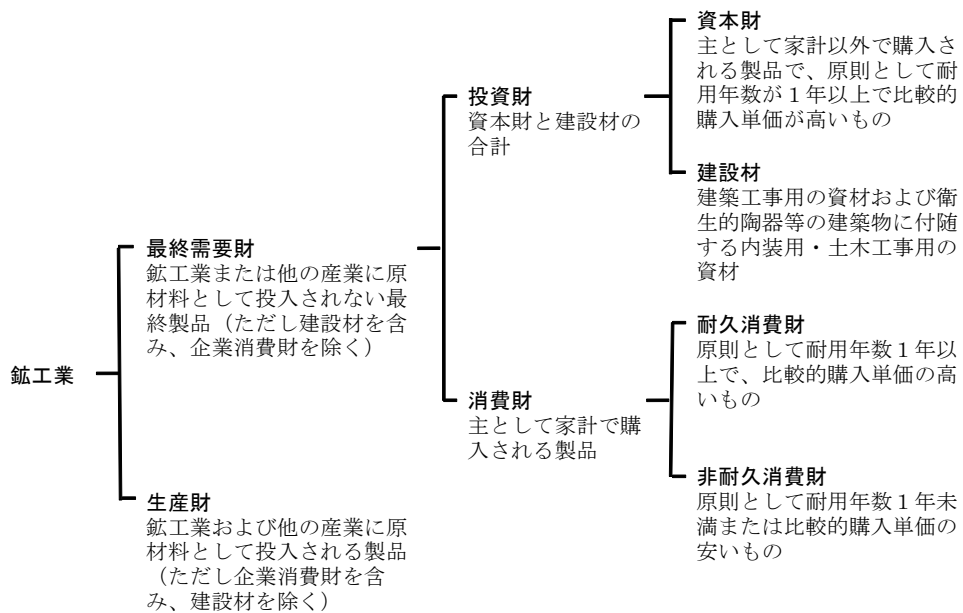 鉱工業
最終需要財
鉱工業または他の産業に原
材料として投入されない最
終製品（ただし建設材を含
み、企業消費財を除く）
生産財
鉱工業および他の産業に原
材料として投入される製品
（ただし企業消費財を含
み、建設材を除く）
投資財
資本財と建設材の
合計
消費財
主として家計で購
入される製品
資本財
主として家計以外で購入さ
れる製品で、原則として耐
用年数が１年以上で比較的
購入単価が高いもの
建設材
建築工事用の資材および衛
生的陶器等の建築物に付随
する内装用・土木工事用の
資材
耐久消費財
原則として耐用年数１年以
上で、比較的購入単価の高
いもの
非耐久消費財
原則として耐用年数１年未
満または比較的購入単価の
安いもの